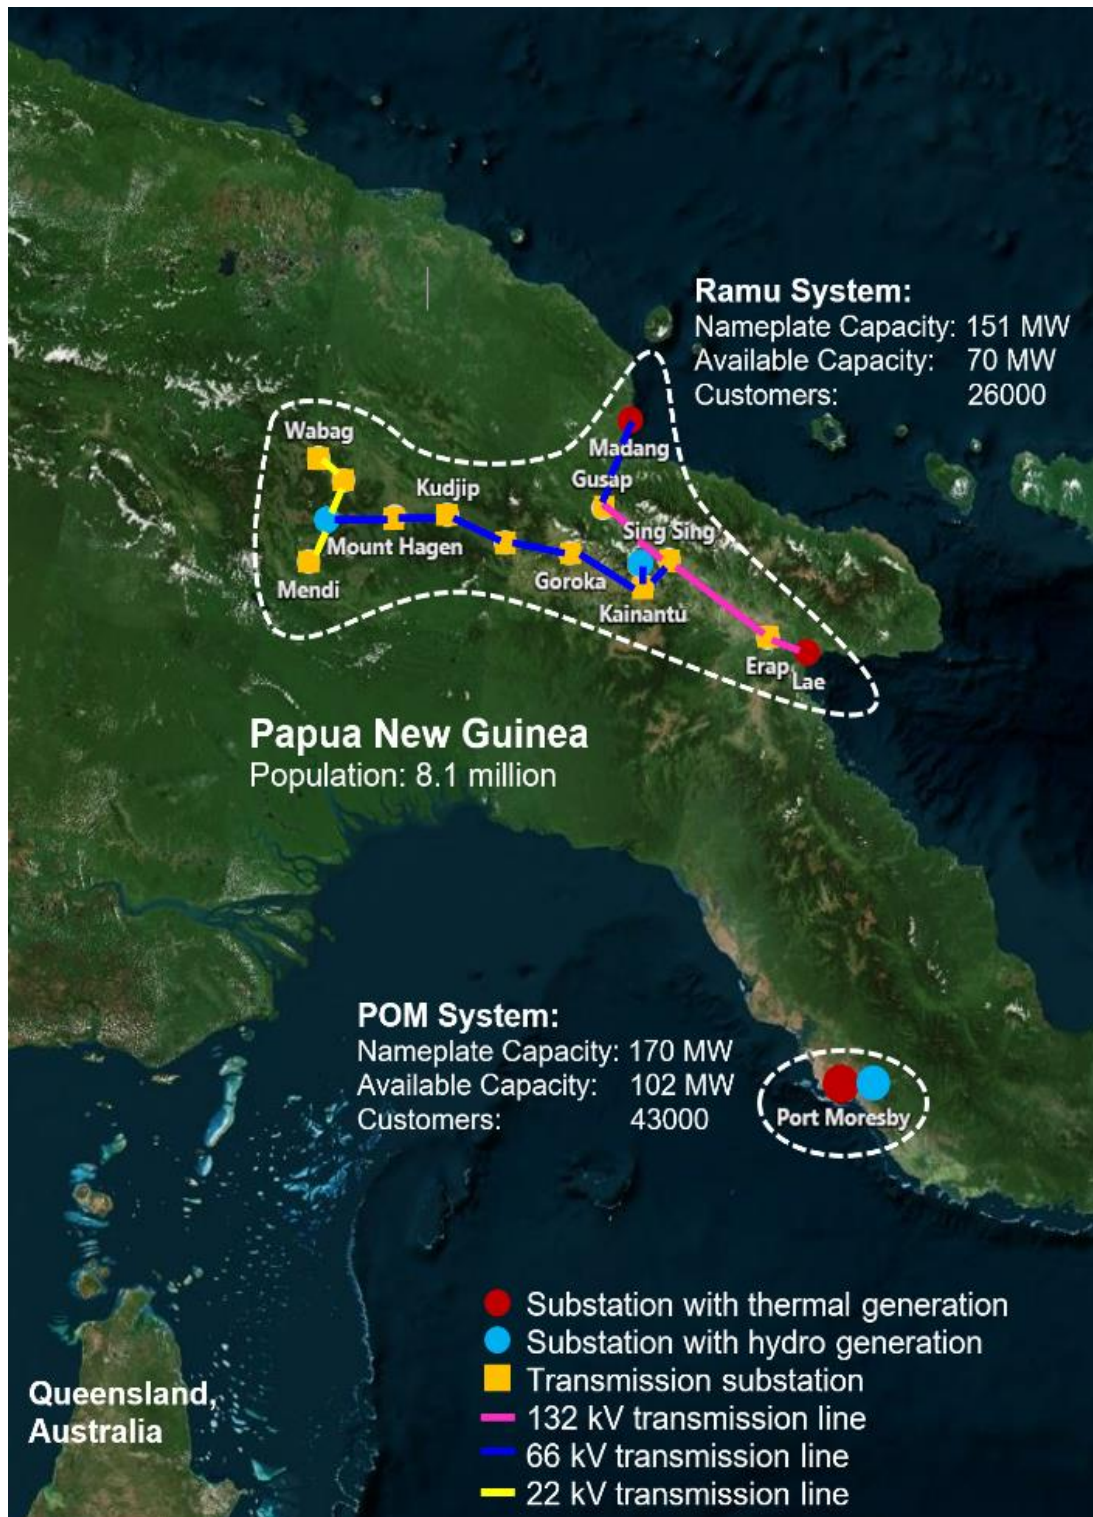 Ramu System:
Nameplate Capacity: 151 MW
Available Capacity: 70 MW
Customers: 26000
Wabag
Madang
Kudjip
Gusap
Sing Sing
Mount Hagen
Mendi
Goroka
Kainantu
Erap
Lae
Papua New Guinea
Population: 8.1 million
POM System:
Nameplate Capacity: 170 MW
Available Capacity: 102 MW
Customers: 43000
Port Moresby
Substation with thermal generation
Substation with hydro generation
Transmission substation
132 kV transmission line
66 kV transmission line
22 kV transmission line
Queensland,
Australia